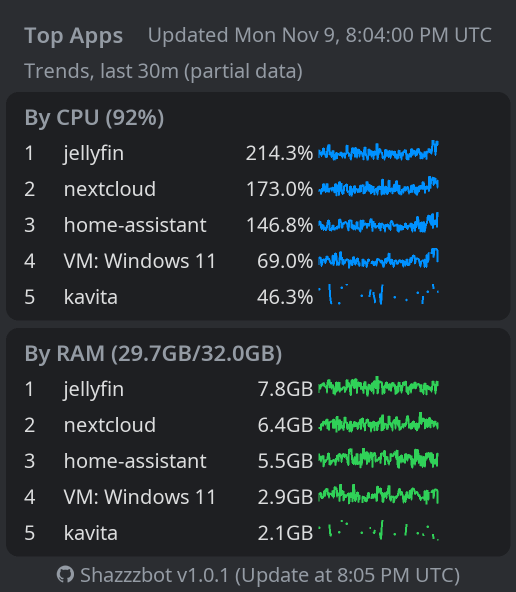 Top Apps Updated Mon Nov 9, 8:04:00 PM UTC
Trends, last 30m (partial data)
By CPU (92%)
1 jellyfin 214.3%
2 nextcloud 173.0%
3 home-assistant 146.8%
4 VM: Windows 11 69.0%
5 kavita 46.3%
By RAM (29.7GB/32.0GB)
1 jellyfin 7.8GB
2 nextcloud 6.4GB
3 home-assistant 5.5GB
4 VM: Windows 11 2.9GB
5 kavita 2.1GB
Shazzzbot v1.0.1 (Update at 8:05 PM UTC)